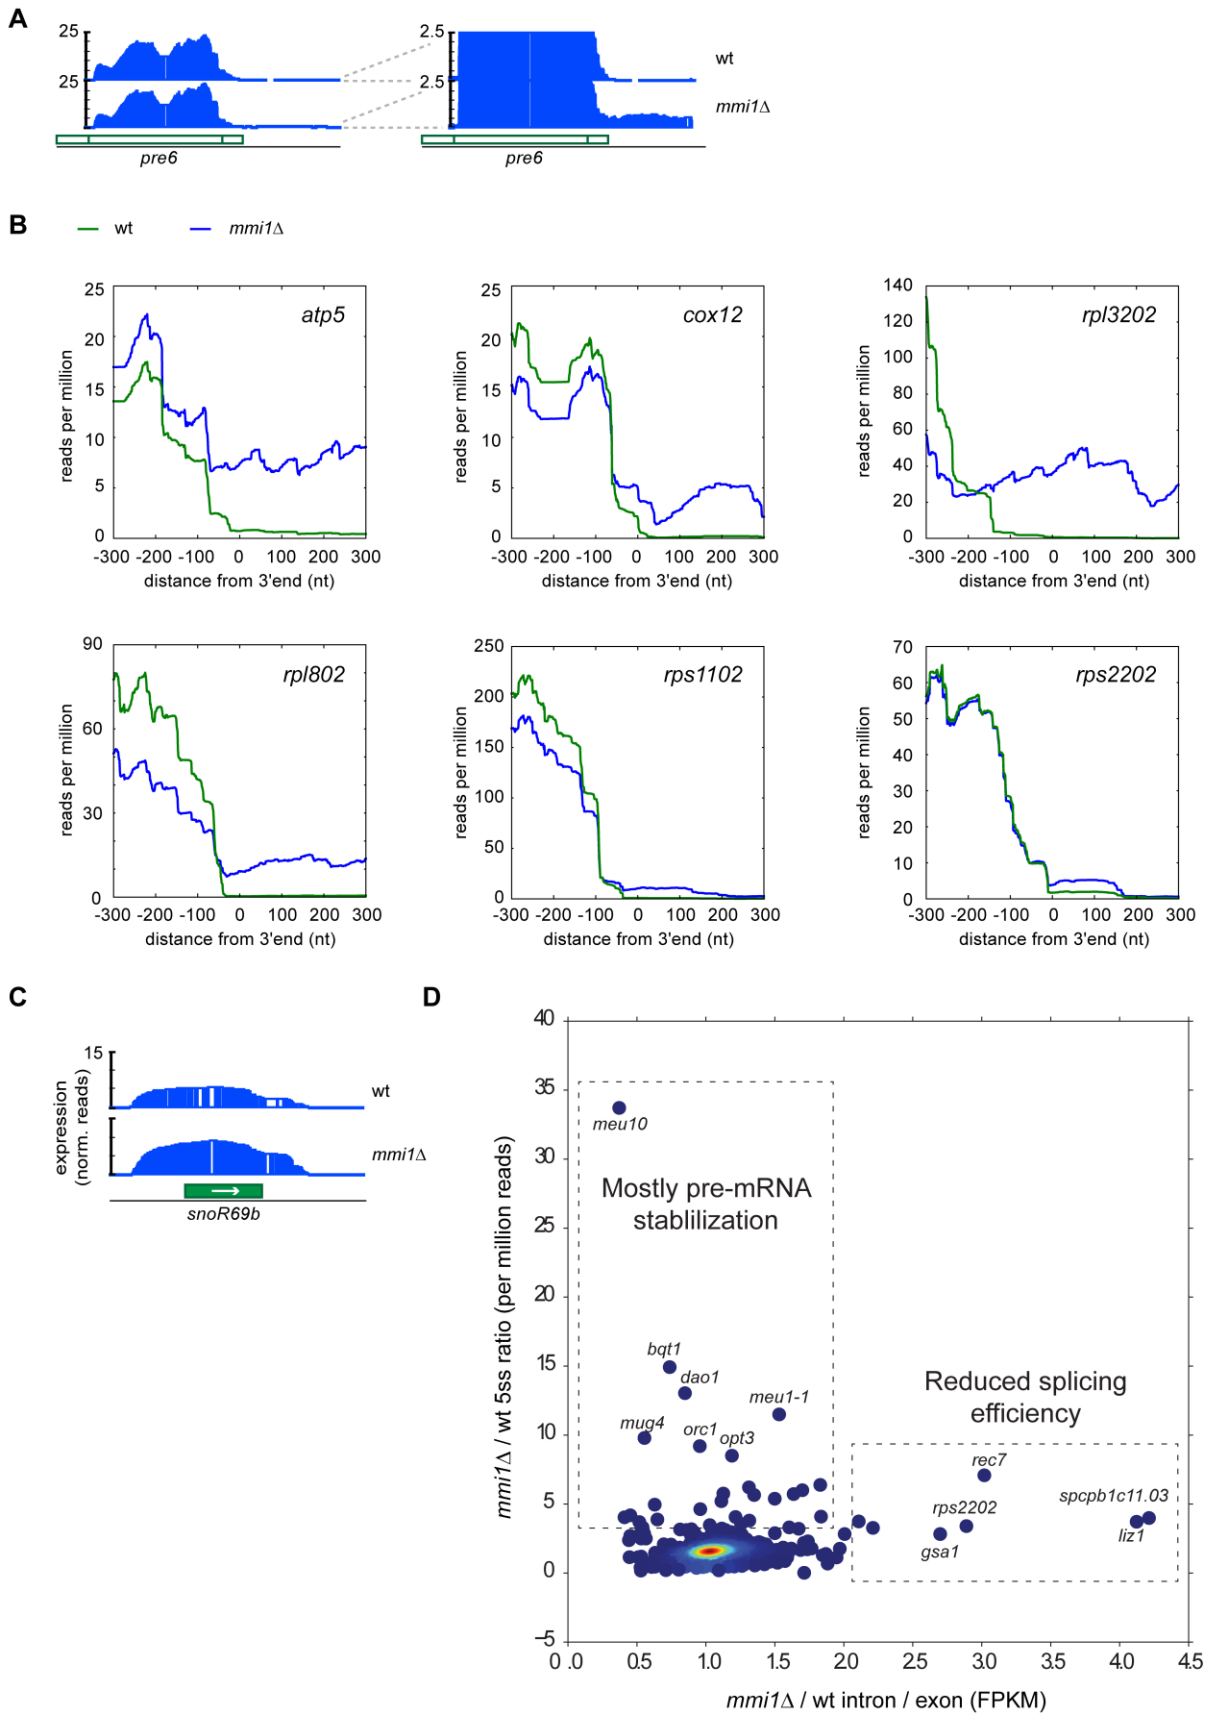 A
25
2.5
wt
25
2.5
mmi1Δ
pre6
pre6
B
wt
mmi1Δ
25
20
15
10
5
0
reads per million
atp5
-300 -200 -100 0 100 200 300
distance from 3'end (nt)
25
20
15
10
5
0
reads per million
cox12
-300 -200 -100 0 100 200 300
distance from 3'end (nt)
140
120
100
80
60
40
20
0
reads per million
rpl3202
-300 -200 -100 0 100 200 300
distance from 3'end (nt)
90
60
30
0
reads per million
rpl802
-300 -200 -100 0 100 200 300
distance from 3'end (nt)
250
200
150
100
50
0
reads per million
rps1102
-300 -200 -100 0 100 200 300
distance from 3'end (nt)
70
60
50
40
30
20
10
0
reads per million
rps2202
-300 -200 -100 0 100 200 300
distance from 3'end (nt)
C
15
expression
(norm. reads)
wt
mmi1Δ
snoR69b
D
40
35
30
25
20
15
10
5
0
−5
mmi1Δ / wt 5ss ratio (per million reads)
meu10
Mostly pre-mRNA
stablilization
bqt1
dao1
meu1-1
mug4
orc1
opt3
Reduced splicing
efficiency
rec7
spcpb1c11.03
rps2202
liz1
gsa1
0.0 0.5 1.0 1.5 2.0 2.5 3.0 3.5 4.0 4.5
mmi1Δ / wt intron / exon (FPKM)